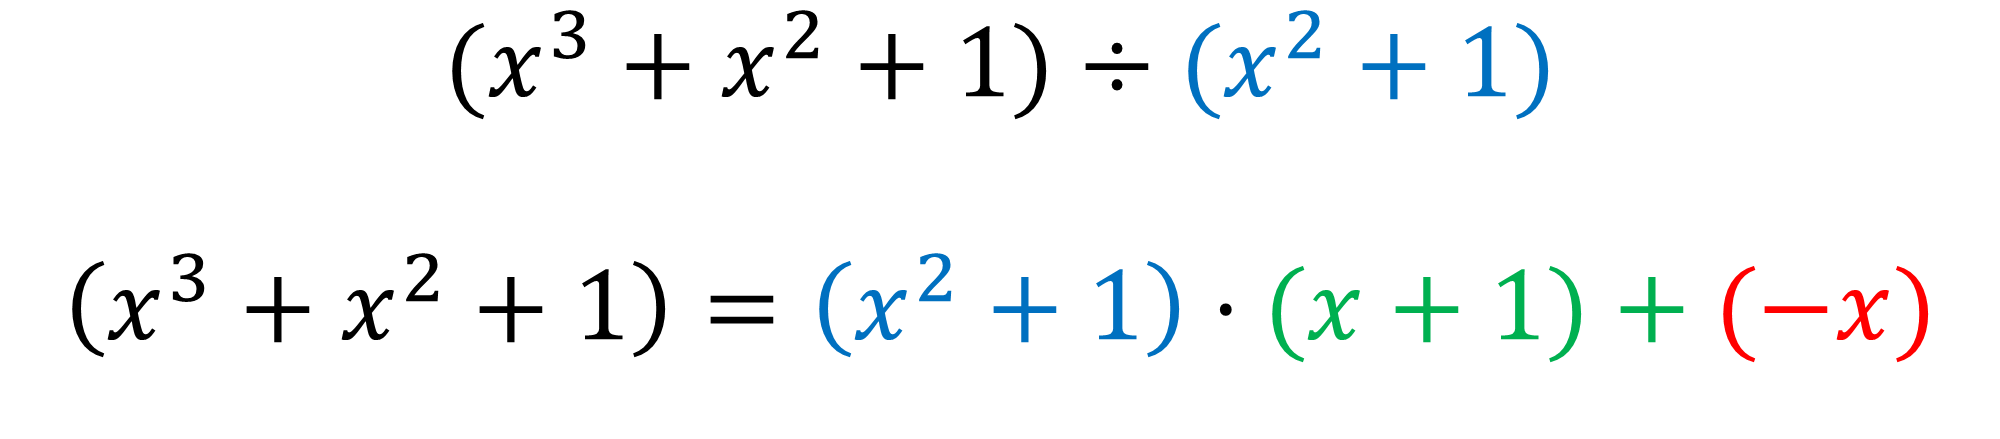 (x³ + x² + 1) ÷ (x² + 1)
(x³ + x² + 1) = (x² + 1) · (x + 1) + (−x)